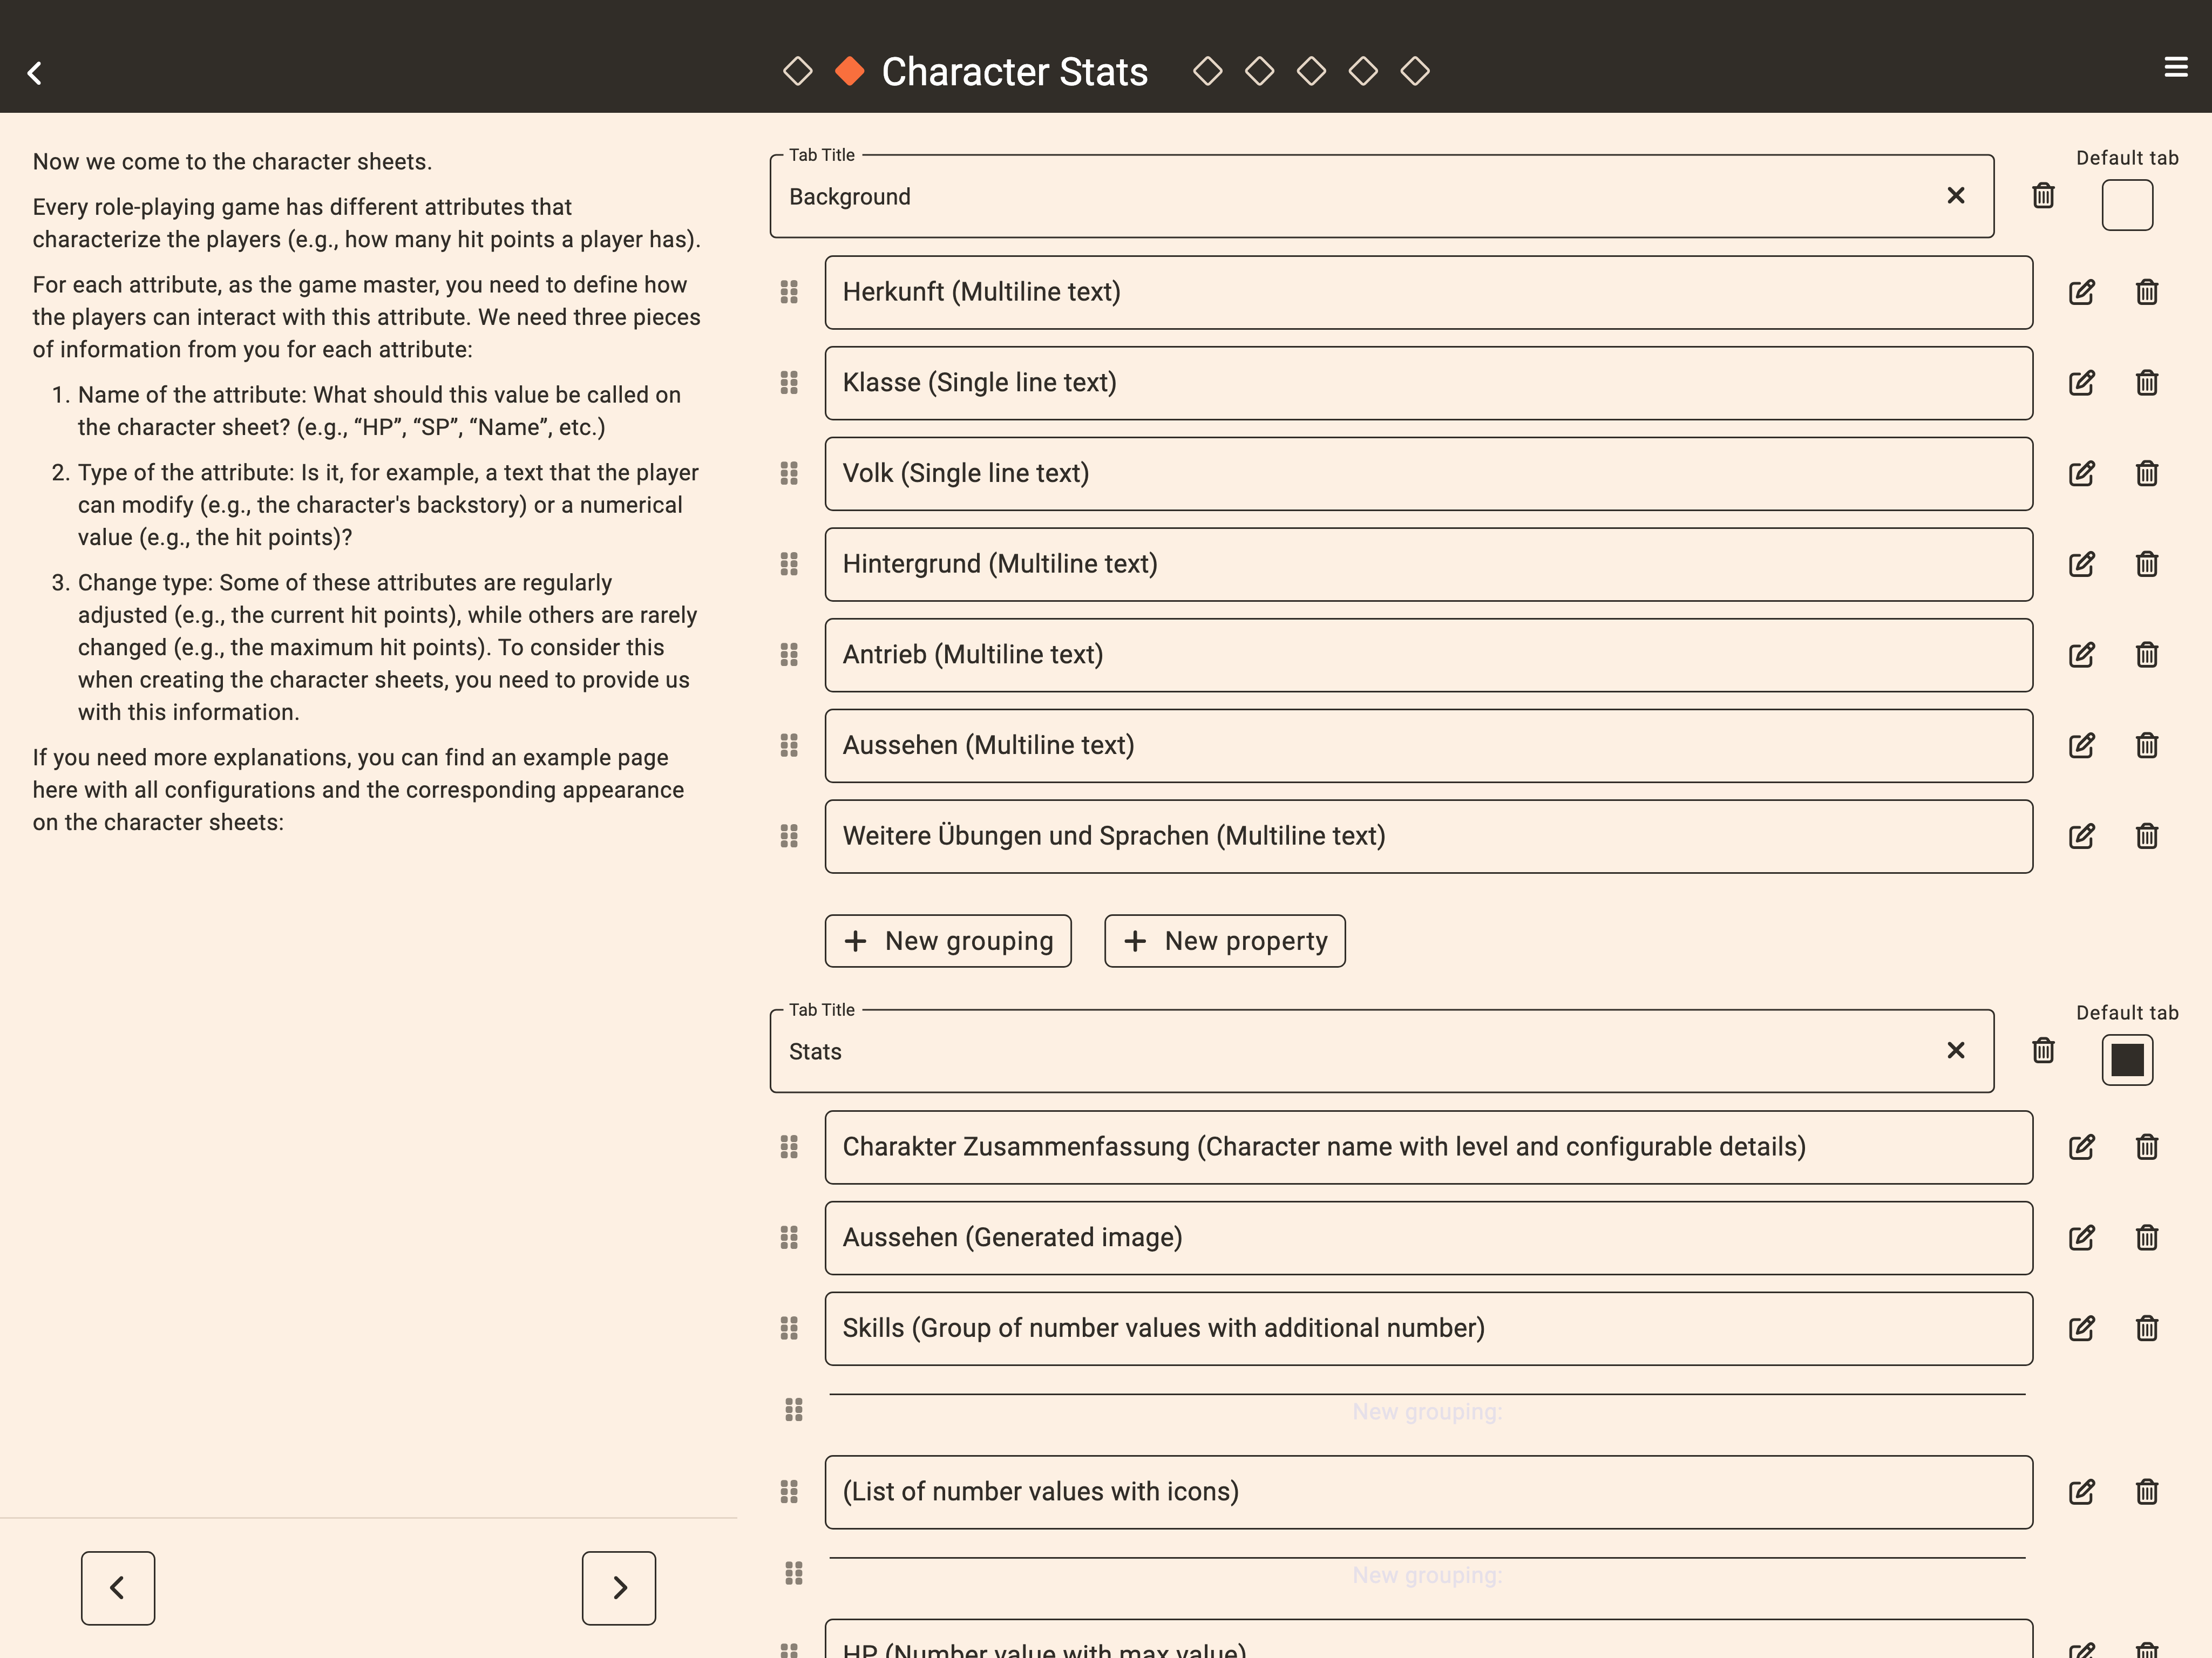 Character Stats
Now we come to the character sheets.
Every role-playing game has different attributes that
characterize the players (e.g., how many hit points a player has).
For each attribute, as the game master, you need to define how
the players can interact with this attribute. We need three pieces
of information from you for each attribute:
1. Name of the attribute: What should this value be called on
the character sheet? (e.g., “HP”, “SP”, “Name”, etc.)
2. Type of the attribute: Is it, for example, a text that the player
can modify (e.g., the character's backstory) or a numerical
value (e.g., the hit points)?
3. Change type: Some of these attributes are regularly
adjusted (e.g., the current hit points), while others are rarely
changed (e.g., the maximum hit points). To consider this
when creating the character sheets, you need to provide us
with this information.
If you need more explanations, you can find an example page
here with all configurations and the corresponding appearance
on the character sheets:
Tab Title
Background
Default tab
Herkunft (Multiline text)
Klasse (Single line text)
Volk (Single line text)
Hintergrund (Multiline text)
Antrieb (Multiline text)
Aussehen (Multiline text)
Weitere Übungen und Sprachen (Multiline text)
New grouping
New property
Tab Title
Stats
Default tab
Charakter Zusammenfassung (Character name with level and configurable details)
Aussehen (Generated image)
Skills (Group of number values with additional number)
New grouping:
(List of number values with icons)
New grouping:
HP (Number value with max value)